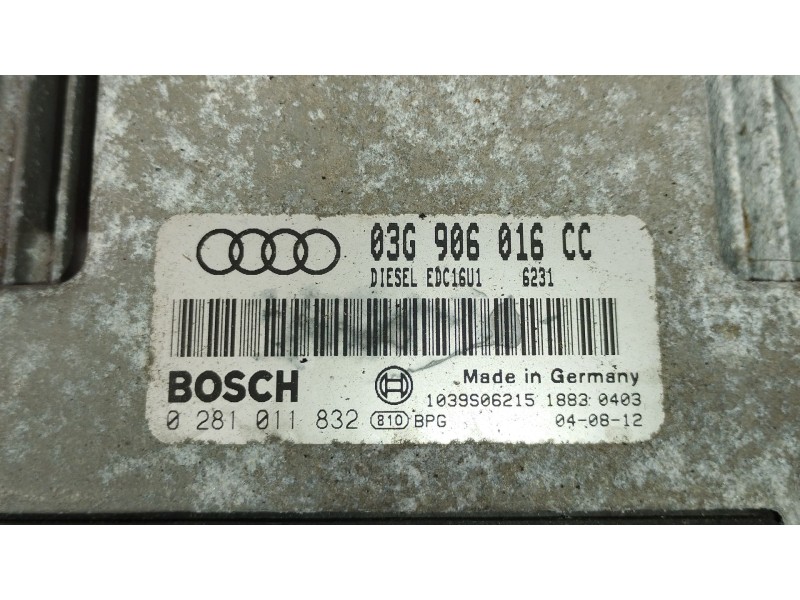 03G 906 016 CC
DIESEL EDC16U1 6231
BOSCH Made in Germany
1039S06215 1883 0403
0 281 011 832 810 BPG 04-08-12